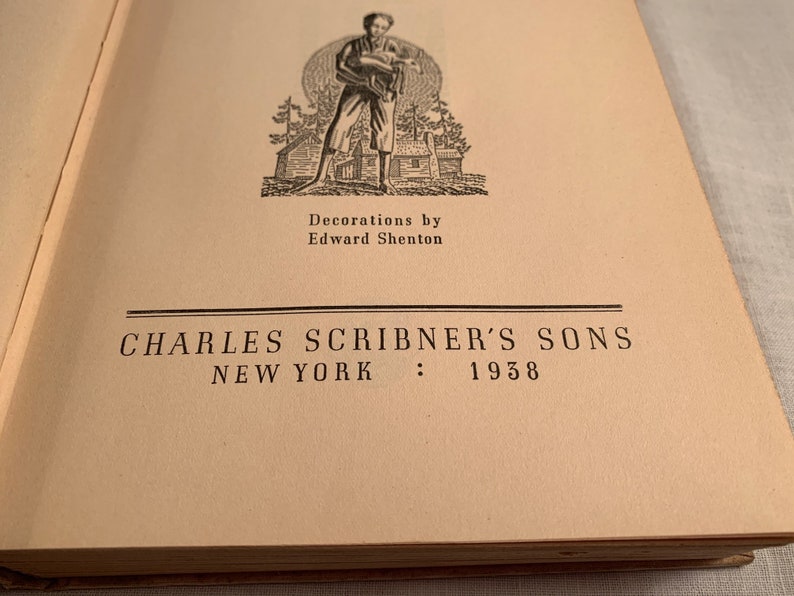 Decorations by
Edward Shenton
CHARLES SCRIBNER'S SONS
NEW YORK : 1938